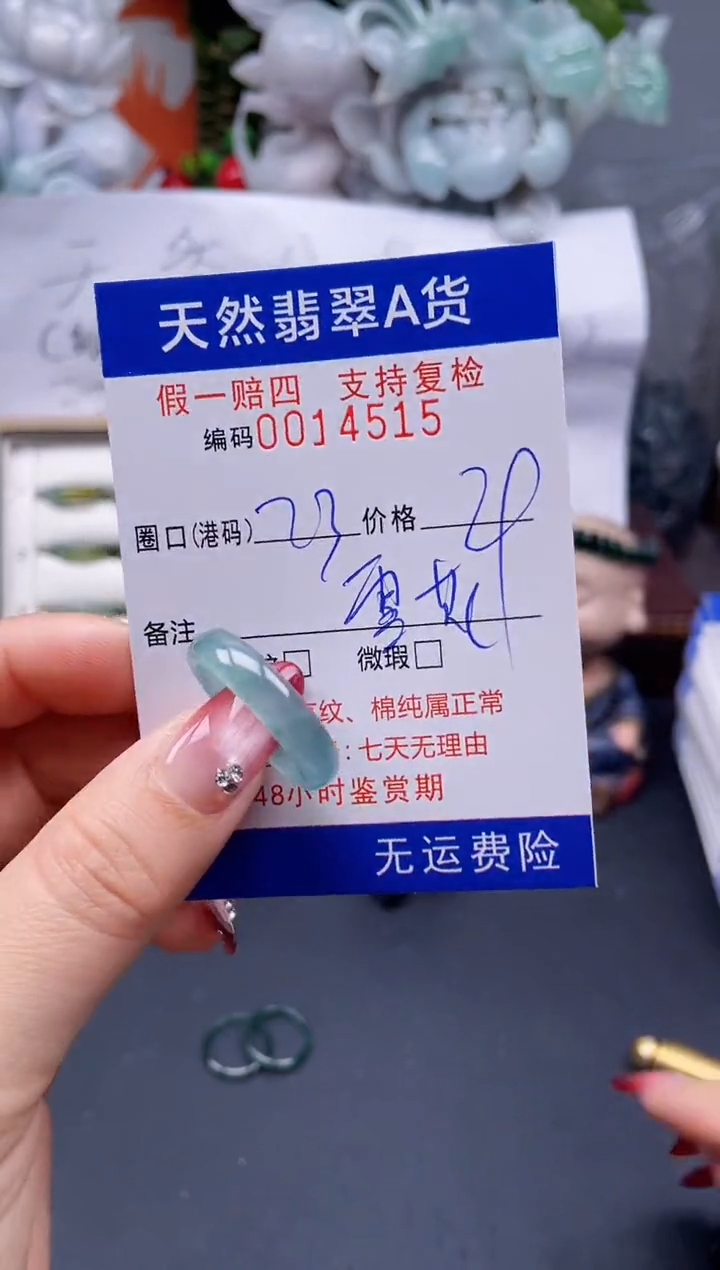 天然翡翠A货
假一赔四 支持复检
编码0014515
圈口(港码) 23 价格
备注
微瑕□
纹、棉纯属正常
:七天无理由
48小时鉴赏期
无运费险